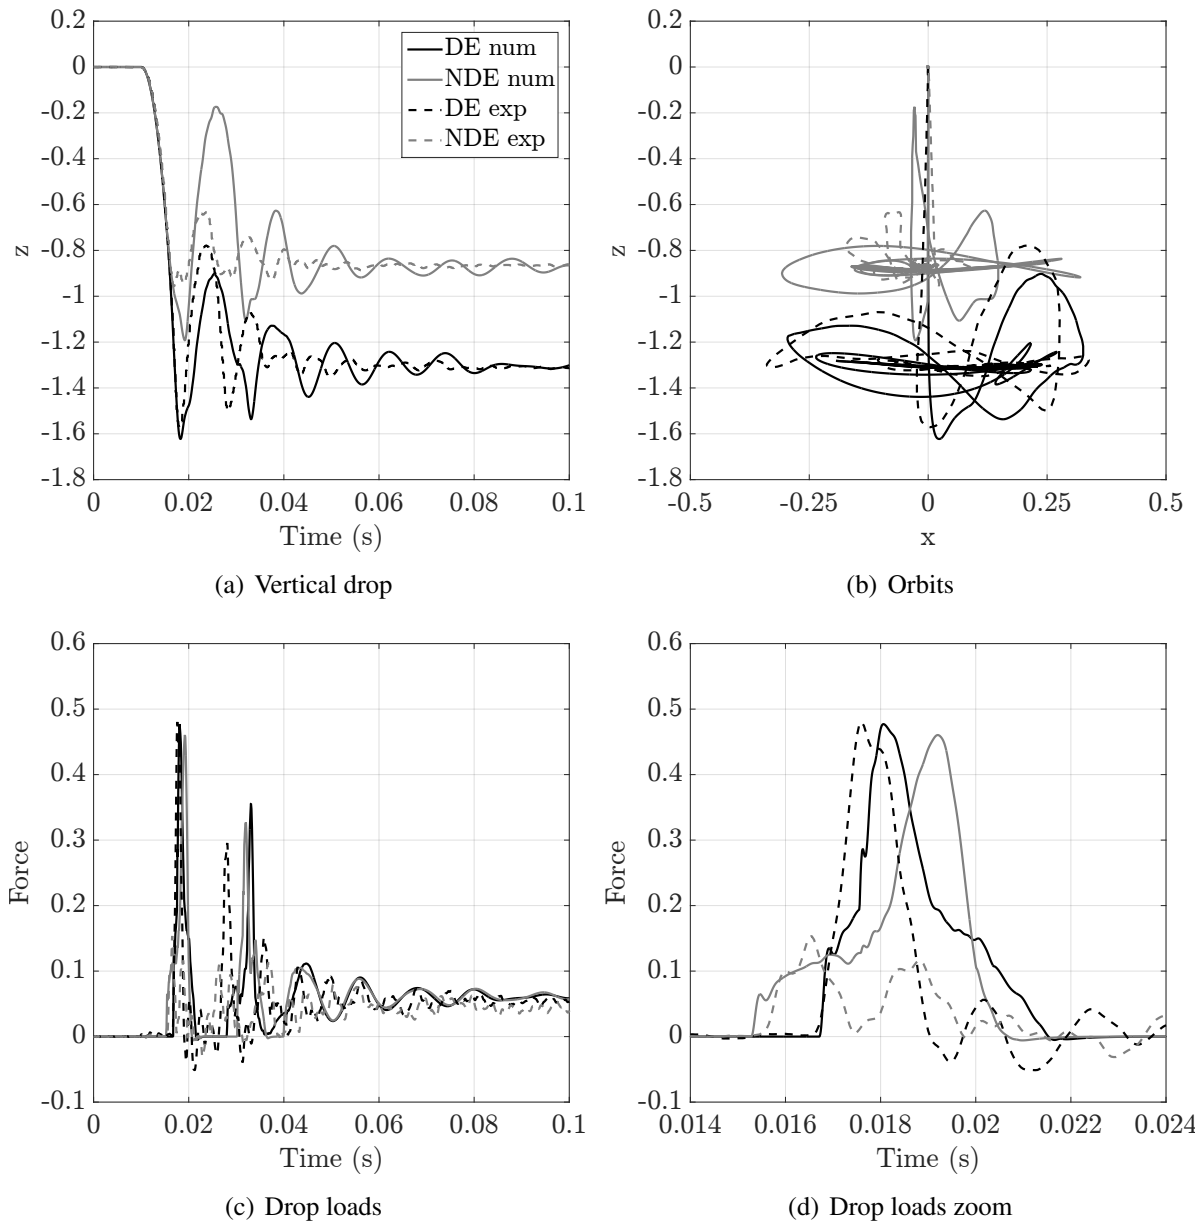 0.2
0
-0.2
-0.4
-0.6
-0.8
-1
-1.2
-1.4
-1.6
-1.8
z
0 0.02 0.04 0.06 0.08 0.1
Time (s)
DE num
NDE num
DE exp
NDE exp
(a) Vertical drop
0.2
0
-0.2
-0.4
-0.6
-0.8
-1
-1.2
-1.4
-1.6
-1.8
z
-0.5 -0.25 0 0.25 0.5
x
(b) Orbits
0.6
0.5
0.4
0.3
0.2
0.1
0
-0.1
Force
0 0.02 0.04 0.06 0.08 0.1
Time (s)
(c) Drop loads
0.6
0.5
0.4
0.3
0.2
0.1
0
-0.1
Force
0.014 0.016 0.018 0.02 0.022 0.024
Time (s)
(d) Drop loads zoom